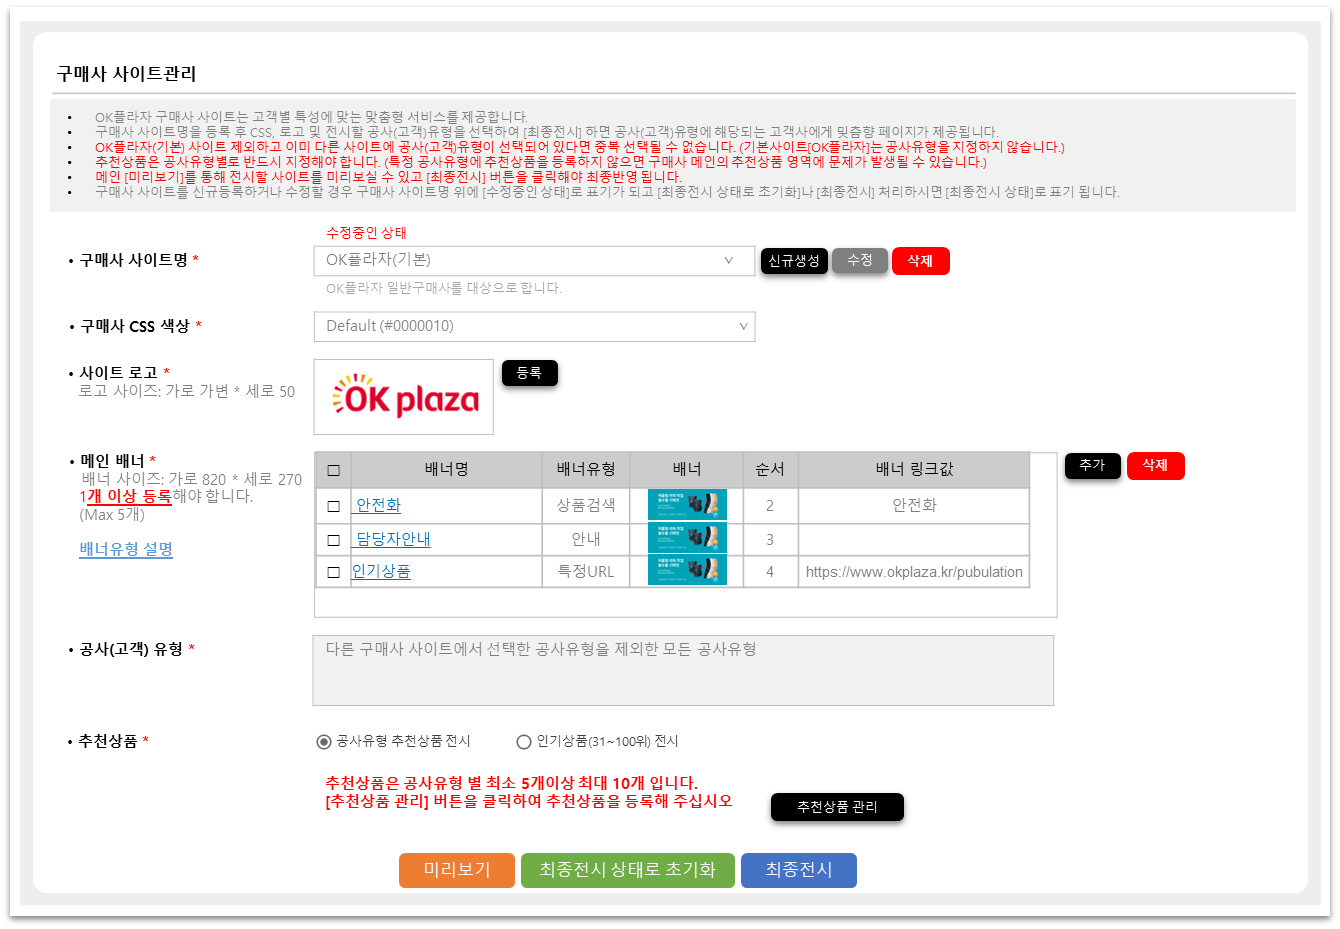 구매사 사이트관리
• OK플라자 구매사 사이트는 고객별 특성에 맞는 맞춤형 서비스를 제공합니다.
• 구매사 사이트명을 등록 후 CSS, 로고 및 전시할 공사(고객)유형을 선택하여 [최종전시] 하면 공사(고객)유형에 해당되는 고객사에게 맞춤향 페이지가 제공됩니다.
• OK플라자(기본) 사이트 제외하고 이미 다른 사이트에 공사(고객)유형이 선택되어 있다면 중복 선택될 수 없습니다. (기본사이트[OK플라자]는 공사유형을 지정하지 않습니다.)
• 추천상품은 공사유형별로 반드시 지정해야 합니다. (특정 공사유형에 추천상품을 등록하지 않으면 구매사 메인의 추천상품 영역에 문제가 발생될 수 있습니다.)
• 메인 [미리보기]를 통해 전시할 사이트를 미리보실 수 있고 [최종전시] 버튼을 클릭해야 최종반영 됩니다.
• 구매사 사이트를 신규등록하거나 수정할 경우 구매사 사이트명 위에 [수정중인 상태]로 표기가 되고 [최종전시 상태로 초기화]나 [최종전시] 처리하시면 [최종전시 상태]로 표기 됩니다.
수정중인 상태
• 구매사 사이트명 * OK플라자(기본) 신규생성 수정 삭제
OK플라자 일반구매사를 대상으로 합니다.
• 구매사 CSS 색상 * Default (#0000010)
• 사이트 로고 * 등록
로고 사이즈: 가로 가변 * 세로 50
OK plaza
• 메인 배너 * 추가 삭제
배너 사이즈: 가로 820 * 세로 270
1개 이상 등록해야 합니다.
(Max 5개)
배너유형 설명
배너명 배너유형 배너 순서 배너 링크값
안전화 상품검색 2 안전화
담당자안내 안내 3
인기상품 특정URL 4 https://www.okplaza.kr/pubulation
• 공사(고객) 유형 * 다른 구매사 사이트에서 선택한 공사유형을 제외한 모든 공사유형
• 추천상품 * 공사유형 추천상품 전시 인기상품(31~100위) 전시
추천상품은 공사유형 별 최소 5개이상 최대 10개 입니다.
[추천상품 관리] 버튼을 클릭하여 추천상품을 등록해 주십시오 추천상품 관리
미리보기 최종전시 상태로 초기화 최종전시